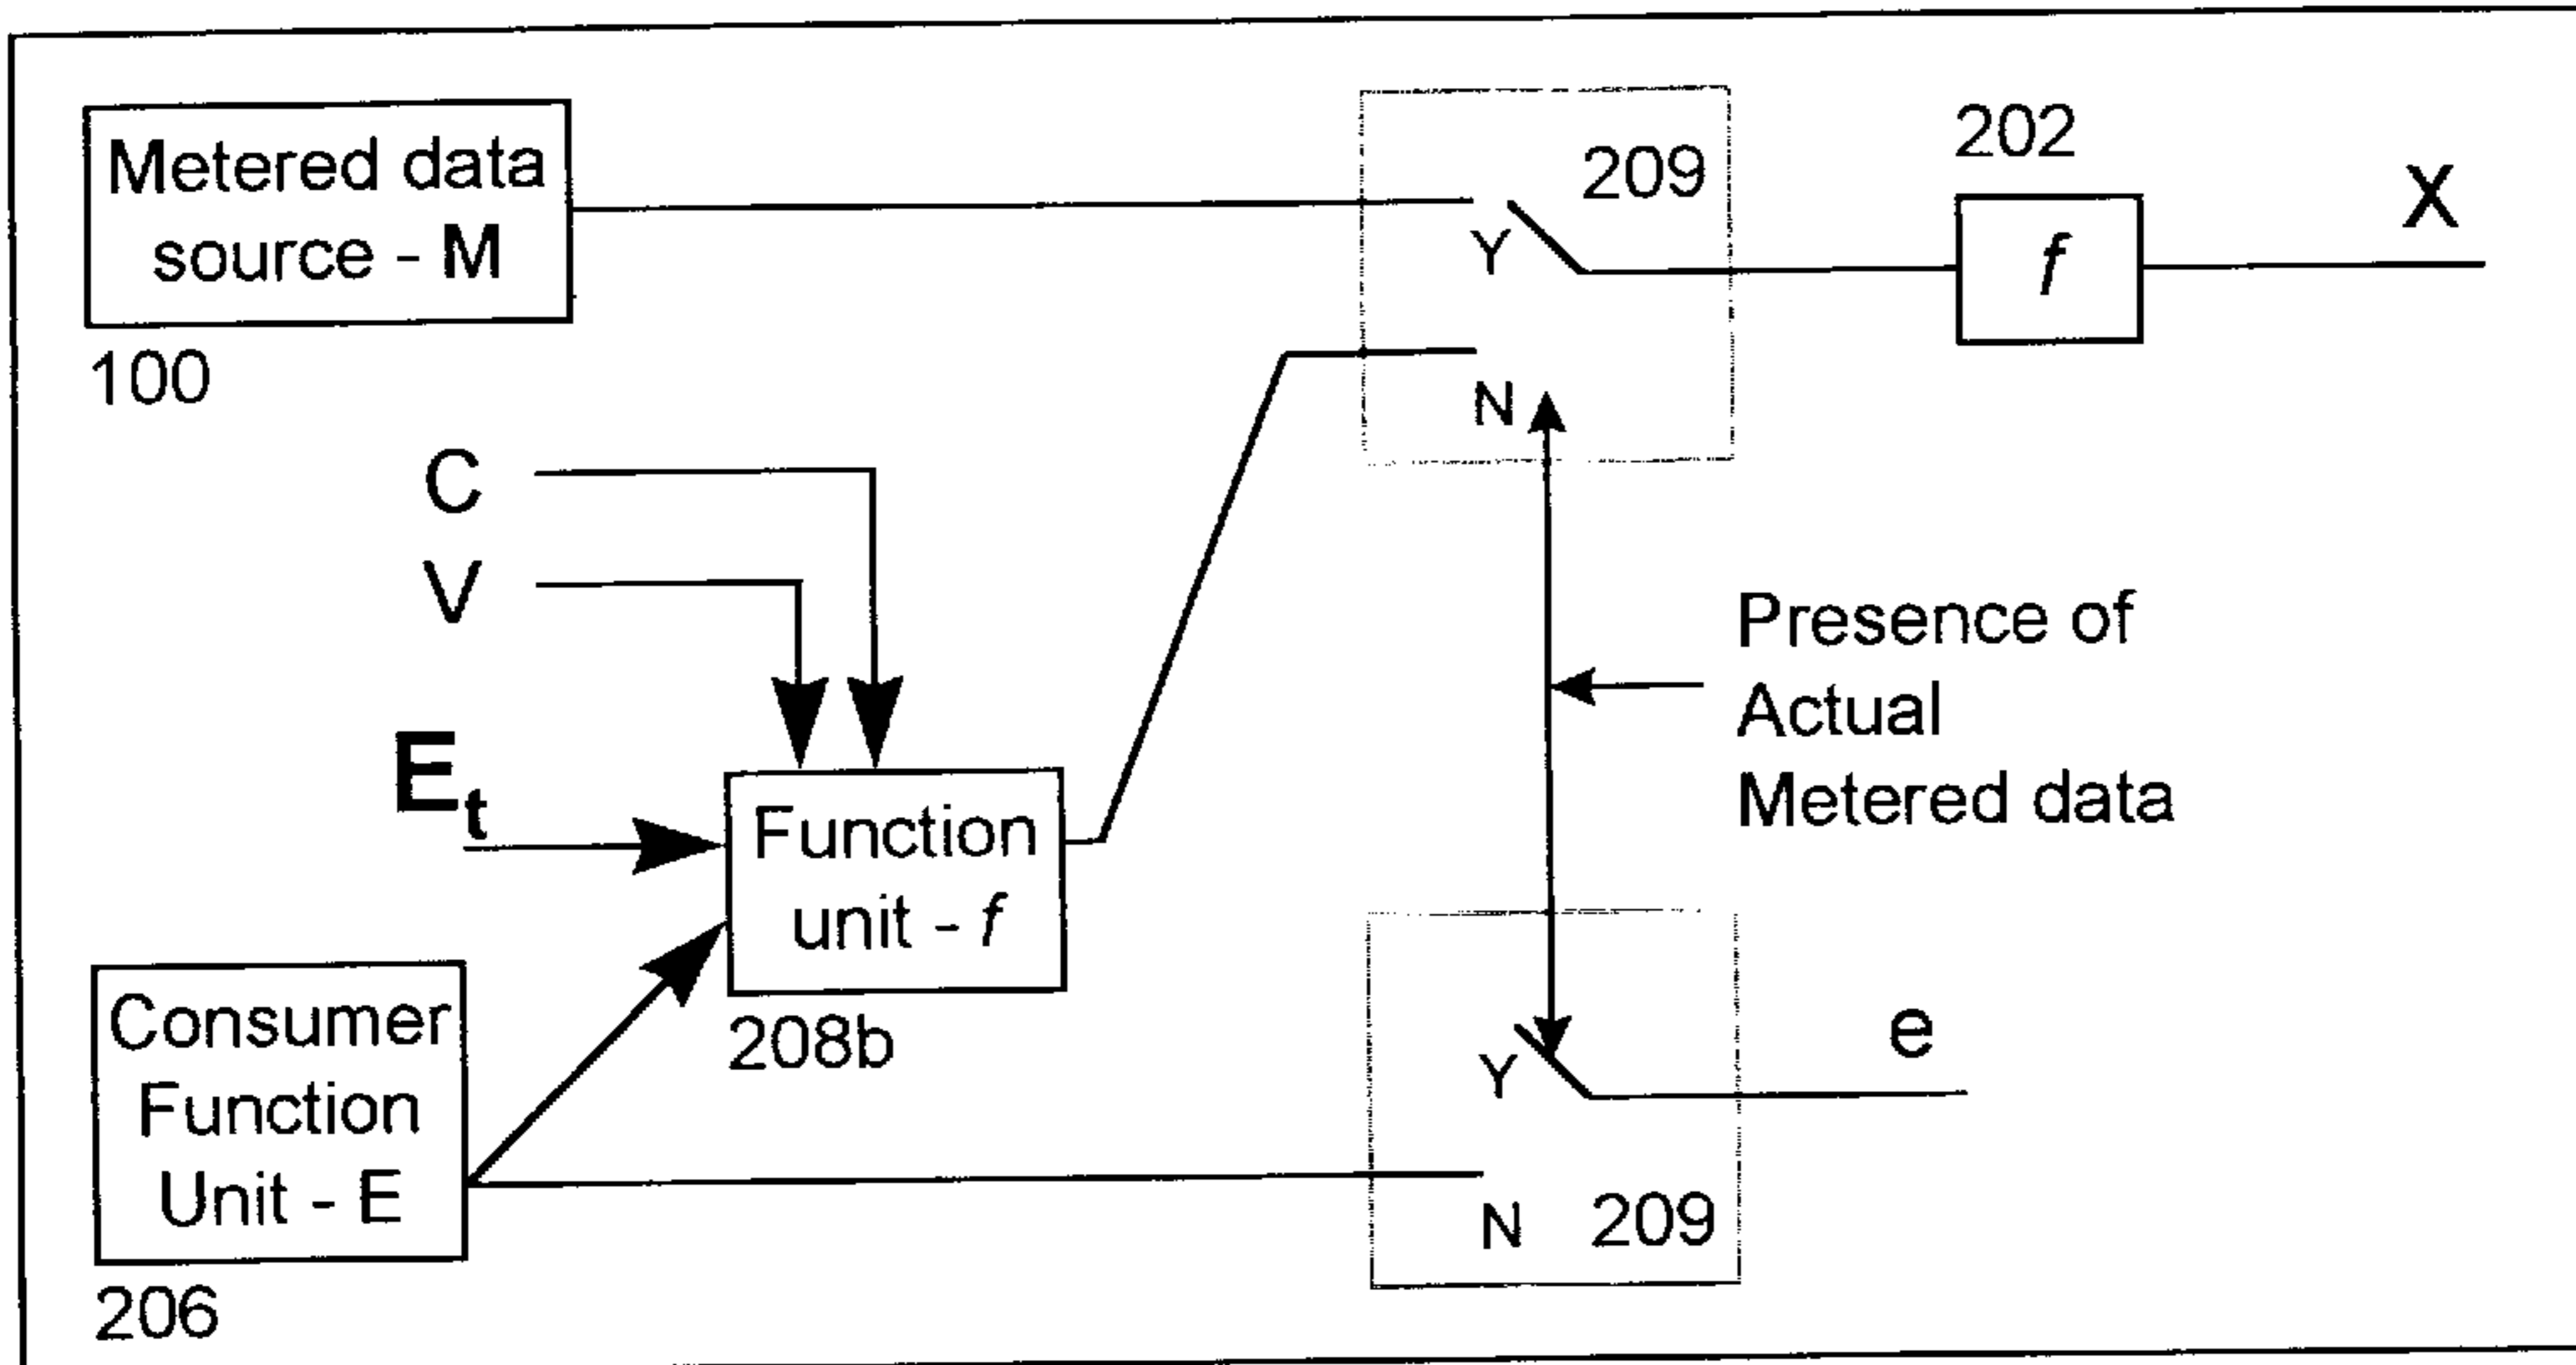 Metered data
source - M
100
209
Y
N
202
f
X
C
V
Et
Function
unit - f
208b
Presence of
Actual
Metered data
Consumer
Function
Unit - E
206
Y
N
209
e